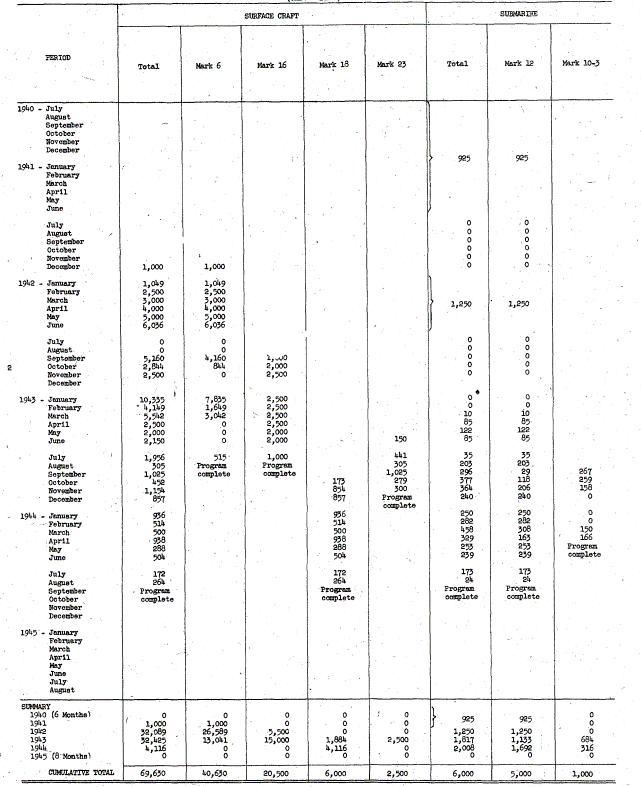 SURFACE CRAFT SUBMARINE
PERIOD Total Mark 6 Mark 16 Mark 18 Mark 23 Total Mark 12 Mark 10-3
1940 - July
August
September
October
November
December
925 925
1941 - January
February
March
April
May
June
July 0 0
August 0 0
September 0 0
October 0 0
November 0 0
December 1,000 1,000 0 0
1942 - January 1,049 1,049
February 2,500 2,500
March 3,000 3,000
1,250 1,250
April 4,000 4,000
May 5,000 5,000
June 6,036 6,036
July 0 0 0 0
August 0 0 0 0
September 5,160 4,160 0 0
October 2,844 844 2,000 0 0
November 2,500 0 2,500 0 0
December
2
1943 - January 10,335 7,835 2,500 0 0
February 4,149 1,649 2,500 0 0
March 5,542 3,042 2,500 10 10
April 2,500 0 2,500 85 85
May 2,000 0 2,000 122 122
June 2,150 0 2,000 150 85 85
July 1,956 515 1,000 441 35 35
August 305 Program Program 305 203 203
September 1,025 complete complete 1,025 296 29 267
October 452 173 279 377 118 259
November 1,154 854 300 364 206 158
December 857 857 Program 240 240 0
complete
1944 - January 936 936 250 250 0
February 514 514 282 282 0
March 500 500 458 308 150
April 938 938 329 163 166
May 288 288 253 253 Program
June 504 504 239 239 complete
July 172 172 173 173
August 264 264 24 24
September Program Program Program Program
October complete complete complete complete
November
December
1945 - January
February
March
April
May
June
July
August
SUMMARY
1940 (6 Months) 0 0 0 0 0 0
925 925
1941 1,000 1,000 0 0 0 0
1942 32,089 26,589 5,500 0 0 1,250 1,250 0
1943 32,425 13,041 15,000 1,884 2,500 1,817 1,133 684
1944 4,116 0 0 4,116 0 2,008 1,692 316
1945 (8 Months) 0 0 0 0 0 0 0 0
CUMULATIVE TOTAL 69,630 40,630 20,500 6,000 2,500 6,000 5,000 1,000